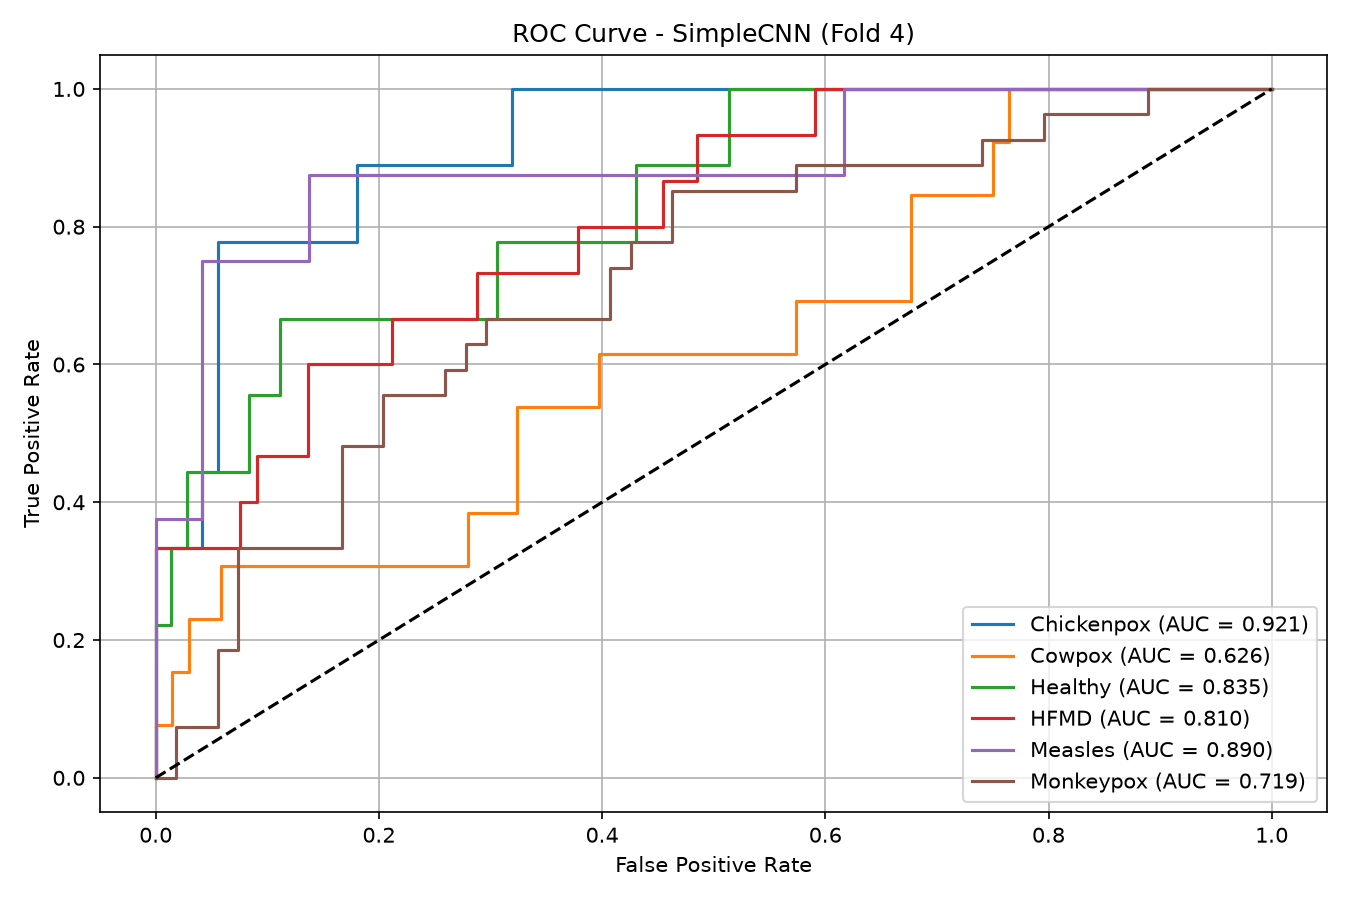 ROC Curve - SimpleCNN (Fold 4)
True Positive Rate
1.0
0.8
0.6
0.4
0.2
0.0
Chickenpox (AUC = 0.921)
Cowpox (AUC = 0.626)
Healthy (AUC = 0.835)
HFMD (AUC = 0.810)
Measles (AUC = 0.890)
Monkeypox (AUC = 0.719)
0.0 0.2 0.4 0.6 0.8 1.0
False Positive Rate